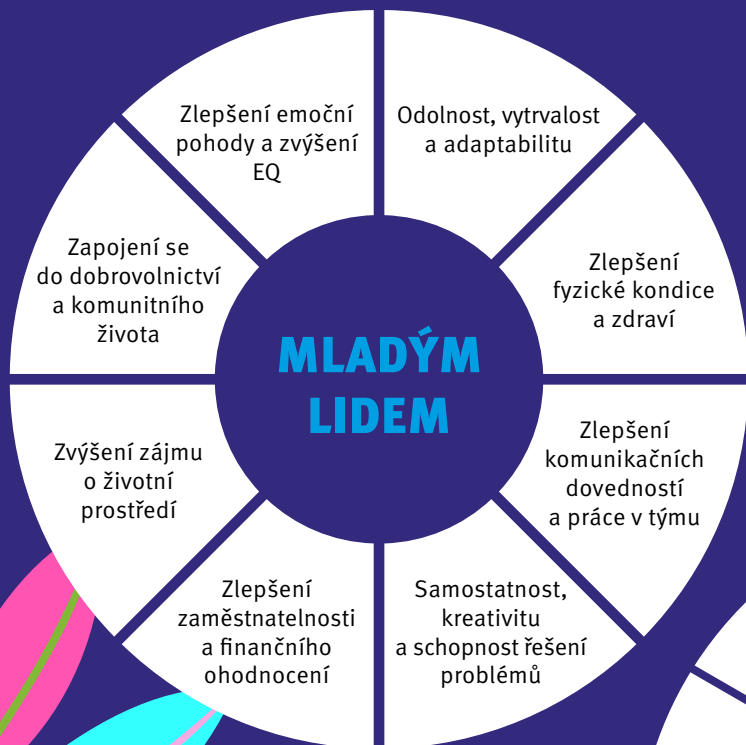 MLADÝM
LIDEM
Odolnost, vytrvalost
a adaptabilitu
Zlepšení
fyzické kondice
a zdraví
Zlepšení
komunikačních
dovedností
a práce v týmu
Samostatnost,
kreativitu
a schopnost řešení
problémů
Zlepšení
zaměstnatelnosti
a finančního
ohodnocení
Zvýšení zájmu
o životní
prostředí
Zapojení se
do dobrovolnictví
a komunitního
života
Zlepšení emoční
pohody a zvýšení
EQ